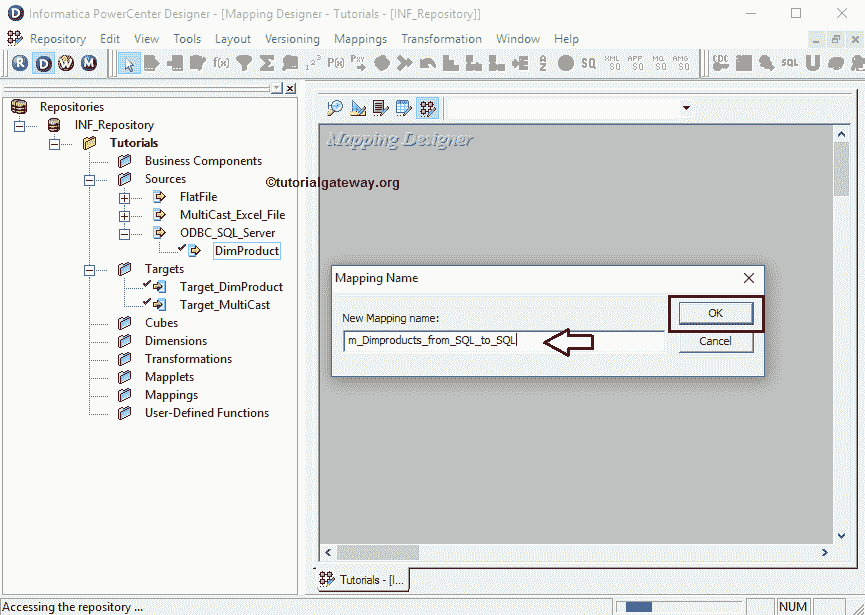 Informatica PowerCenter Designer - [Mapping Designer - Tutorials - [INF_Repository]]
Repository Edit View Tools Layout Versioning Mappings Transformation Window Help
Repositories
INF_Repository
Tutorials
Business Components
Sources
FlatFile
MultiCast_Excel_File
ODBC_SQL_Server
DimProduct
Targets
Target_DimProduct
Target_MultiCast
Cubes
Dimensions
Transformations
Mapplets
Mappings
User-Defined Functions
©tutorialgateway.org
Mapping Designer
Mapping Name
New Mapping name:
m_Dimproducts_from_SQL_to_SQL
OK
Cancel
Tutorials - [I...
Accessing the repository ...
NUM